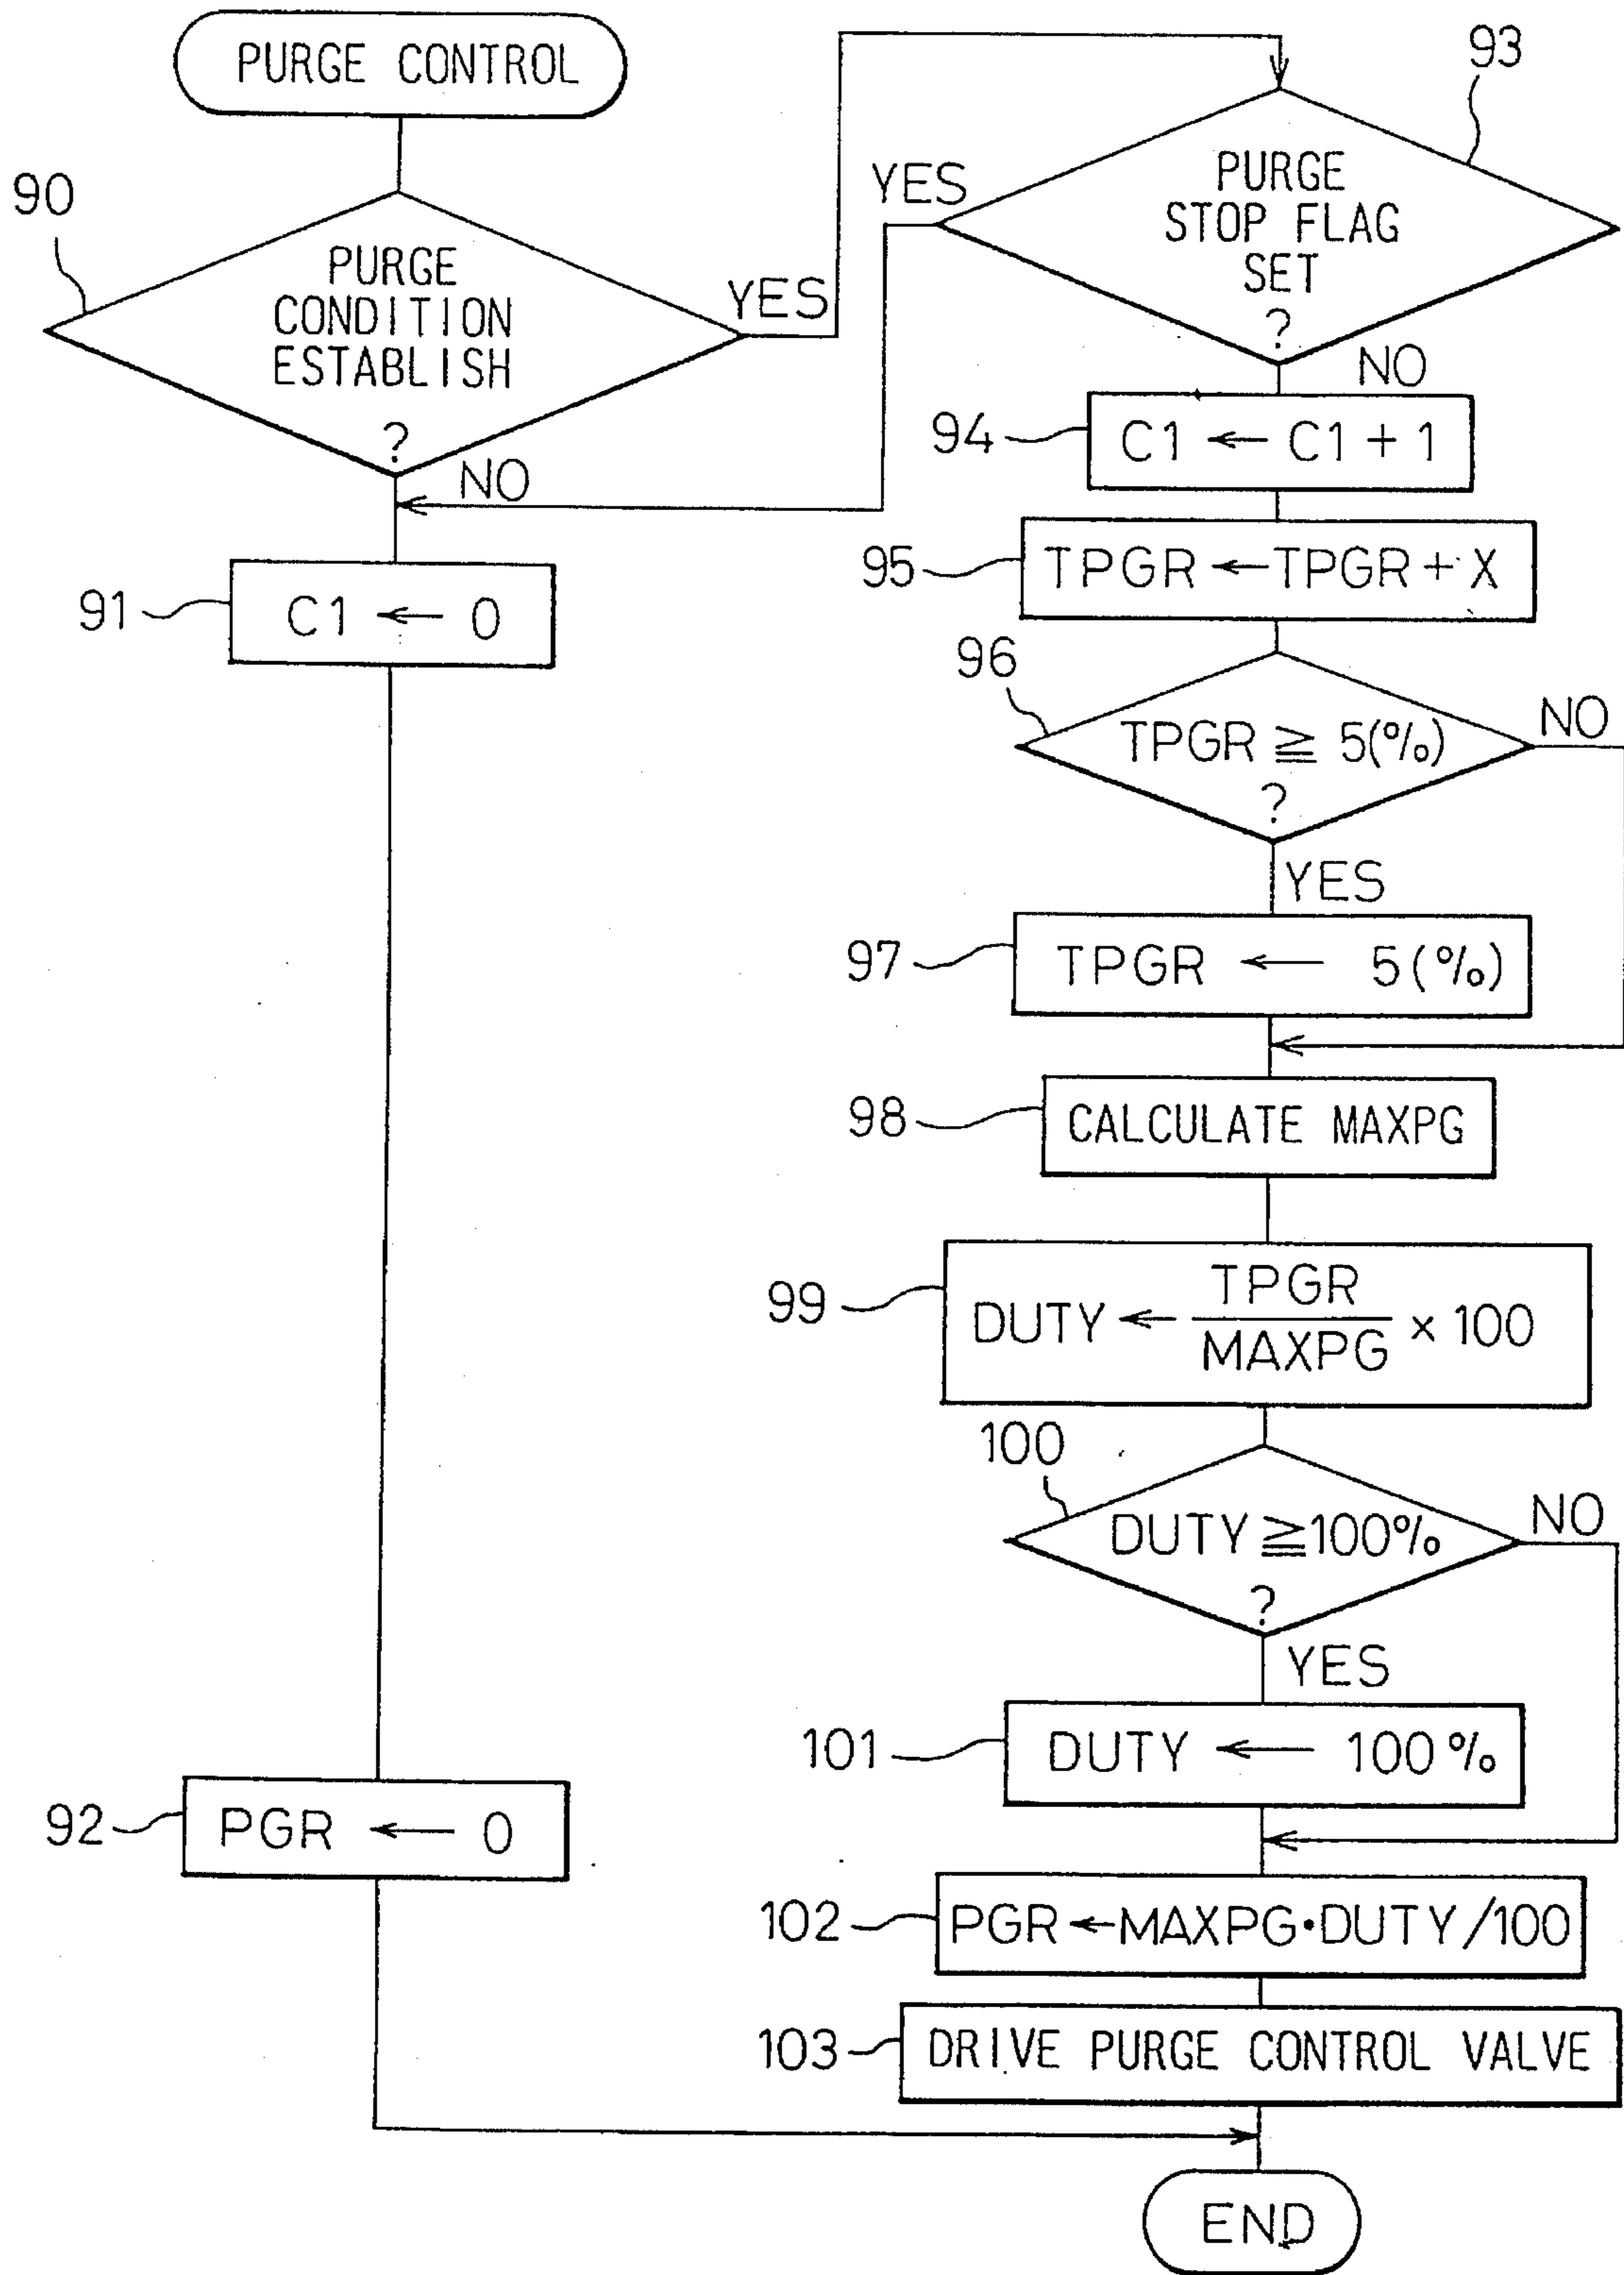 PURGE CONTROL
90
PURGE
CONDITION
ESTABLISH
?
YES
NO
91
C1 ← 0
92
PGR ← 0
93
PURGE
STOP FLAG
SET
?
YES
NO
94
C1 ← C1 + 1
95
TPGR ← TPGR + X
96
TPGR ≧ 5(%)
?
NO
YES
97
TPGR ← 5(%)
98
CALCULATE MAXPG
99
TPGR
DUTY ← × 100
MAXPG
100
DUTY ≧ 100%
?
NO
YES
101
DUTY ← 100%
102
PGR ← MAXPG・DUTY/100
103
DRIVE PURGE CONTROL VALVE
END